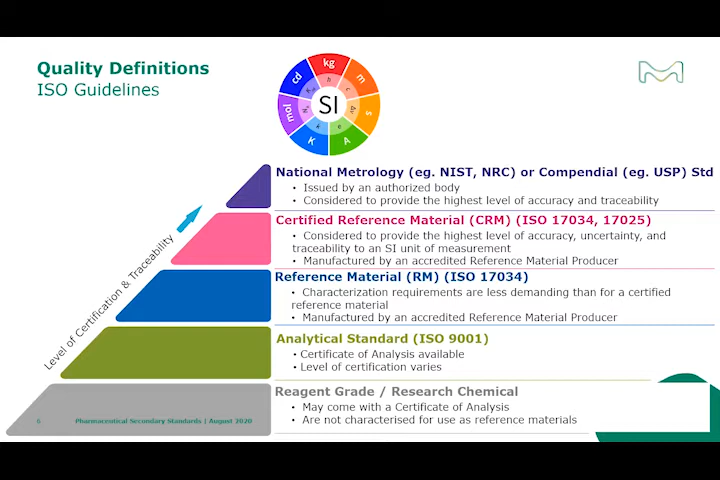 Quality Definitions
ISO Guidelines
kg
m
s
A
K
mol
cd
SI
National Metrology (eg. NIST, NRC) or Compendial (eg. USP) Std
• Issued by an authorized body
• Considered to provide the highest level of accuracy and traceability
Certified Reference Material (CRM) (ISO 17034, 17025)
• Considered to provide the highest level of accuracy, uncertainty, and
traceability to an SI unit of measurement
• Manufactured by an accredited Reference Material Producer
Reference Material (RM) (ISO 17034)
• Characterization requirements are less demanding than for a certified
reference material
• Manufactured by an accredited Reference Material Producer
Analytical Standard (ISO 9001)
• Certificate of Analysis available
• Level of certification varies
Reagent Grade / Research Chemical
• May come with a Certificate of Analysis
• Are not characterised for use as reference materials
Level of Certification & Traceability
6
Pharmaceutical Secondary Standards | August 2020